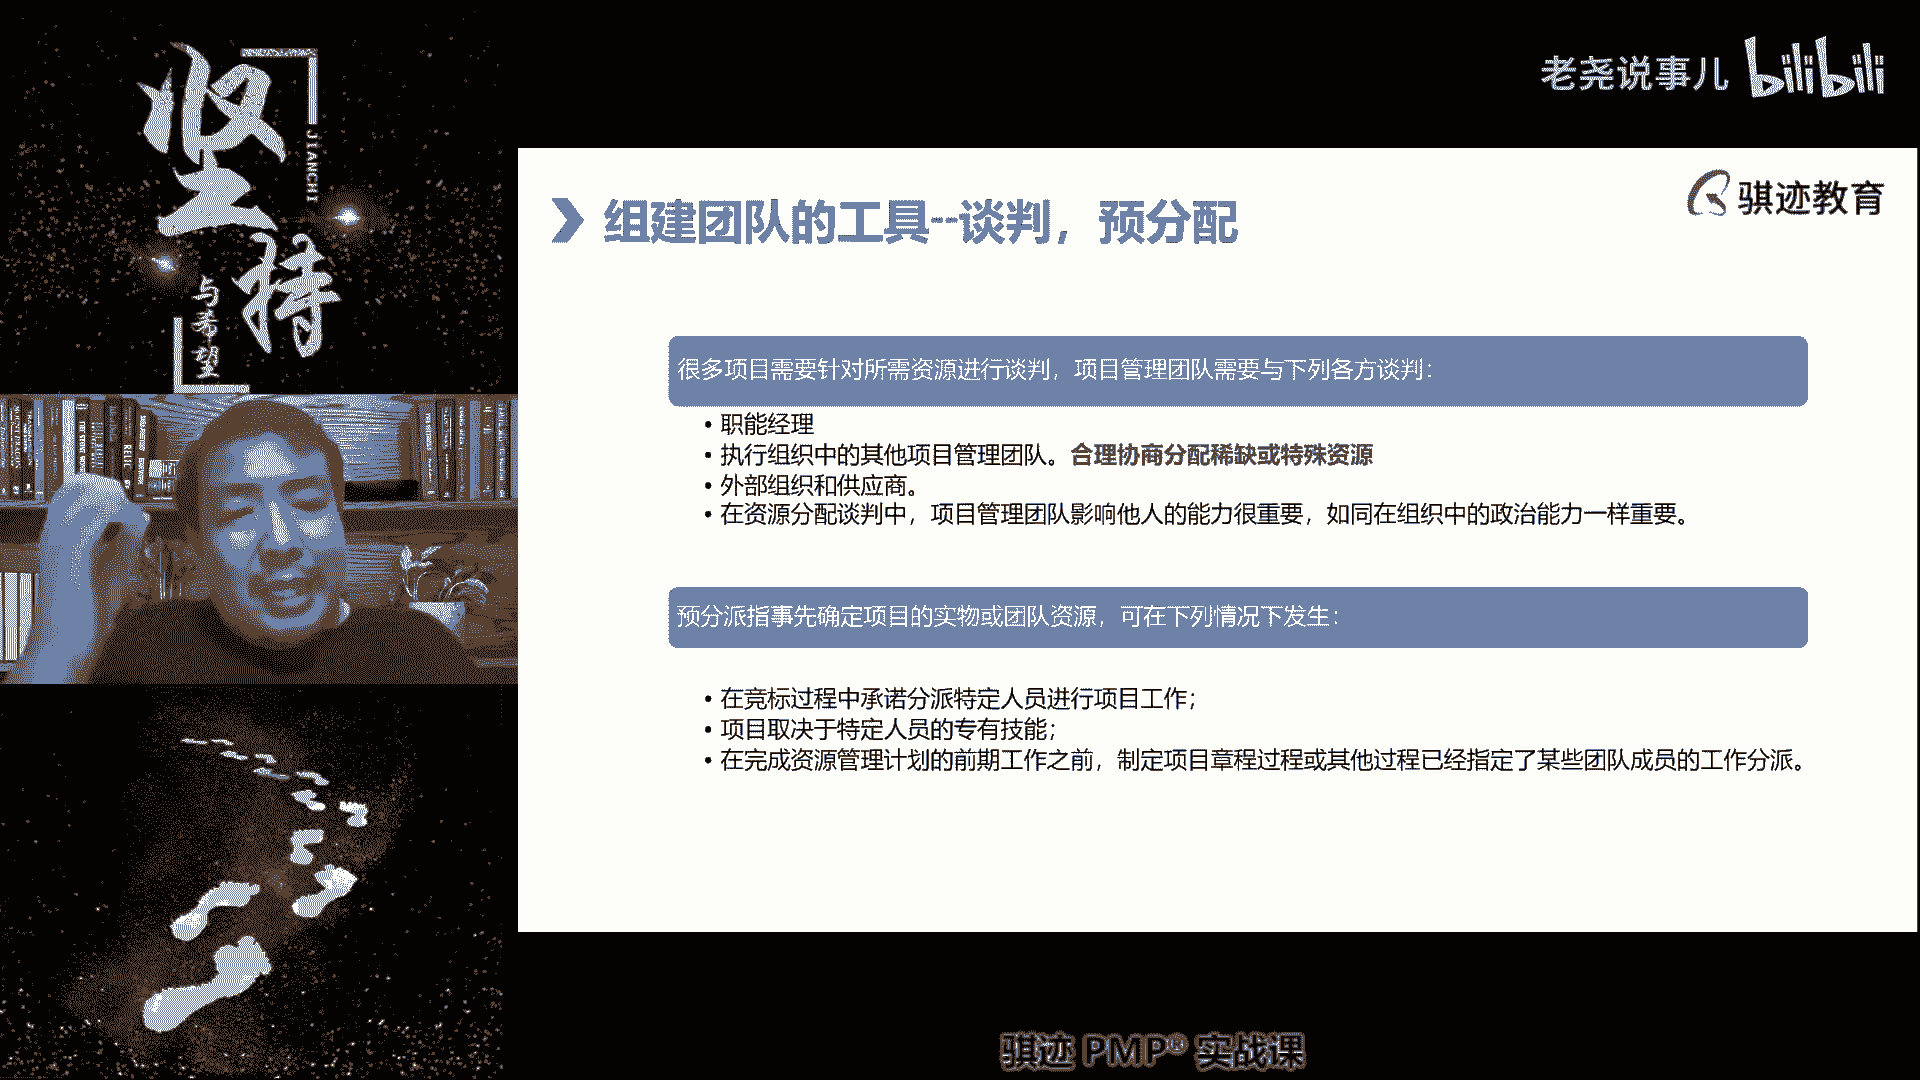 坚持
JIANCHI
与希望
老尧说事儿 bilibili
骐迹教育
组建团队的工具--谈判，预分配
很多项目需要针对所需资源进行谈判，项目管理团队需要与下列各方谈判：
• 职能经理
• 执行组织中的其他项目管理团队。合理协商分配稀缺或特殊资源
• 外部组织和供应商。
• 在资源分配谈判中，项目管理团队影响他人的能力很重要，如同在组织中的政治能力一样重要。
预分派指事先确定项目的实物或团队资源，可在下列情况下发生：
• 在竞标过程中承诺分派特定人员进行项目工作；
• 项目取决于特定人员的专有技能；
• 在完成资源管理计划的前期工作之前，制定项目章程过程或其他过程已经指定了某些团队成员的工作分派。
骐迹 PMP® 实战课